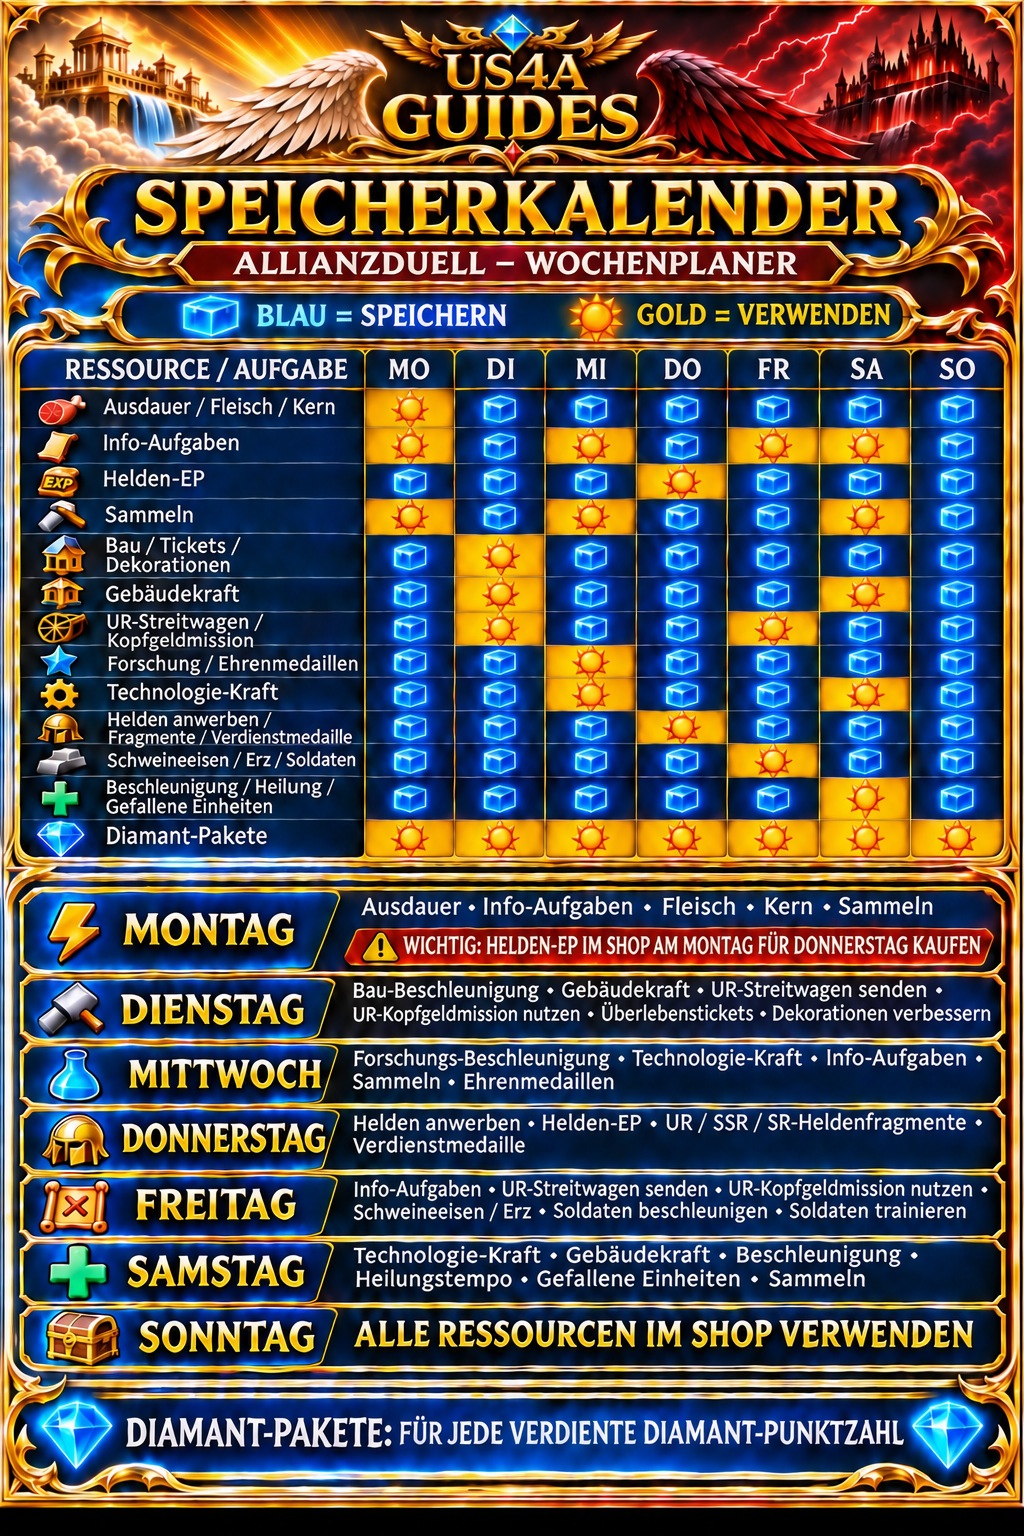 US4A
GUIDES
SPEICHERKALENDER
ALLIANZDUELL – WOCHENPLANER
BLAU = SPEICHERN
GOLD = VERWENDEN
RESSOURCE / AUFGABE MO DI MI DO FR SA SO
Ausdauer / Fleisch / Kern
Info-Aufgaben
EXP Helden-EP
Sammeln
Bau / Tickets /
Dekorationen
Gebäudekraft
UR-Streitwagen /
Kopfgeldmission
Forschung / Ehrenmedaillen
Technologie-Kraft
Helden anwerben /
Fragmente / Verdienstmedaille
Schweineeisen / Erz / Soldaten
Beschleunigung / Heilung /
Gefallene Einheiten
Diamant-Pakete
MONTAG
Ausdauer • Info-Aufgaben • Fleisch • Kern • Sammeln
WICHTIG: HELDEN-EP IM SHOP AM MONTAG FÜR DONNERSTAG KAUFEN
DIENSTAG
Bau-Beschleunigung • Gebäudekraft • UR-Streitwagen senden •
UR-Kopfgeldmission nutzen • Überlebenstickets • Dekorationen verbessern
MITTWOCH
Forschungs-Beschleunigung • Technologie-Kraft • Info-Aufgaben •
Sammeln • Ehrenmedaillen
DONNERSTAG
Helden anwerben • Helden-EP • UR / SSR / SR-Heldenfragmente •
Verdienstmedaille
FREITAG
Info-Aufgaben • UR-Streitwagen senden • UR-Kopfgeldmission nutzen •
Schweineeisen / Erz • Soldaten beschleunigen • Soldaten trainieren
SAMSTAG
Technologie-Kraft • Gebäudekraft • Beschleunigung •
Heilungstempo • Gefallene Einheiten • Sammeln
SONNTAG
ALLE RESSOURCEN IM SHOP VERWENDEN
DIAMANT-PAKETE: FÜR JEDE VERDIENTE DIAMANT-PUNKTZAHL